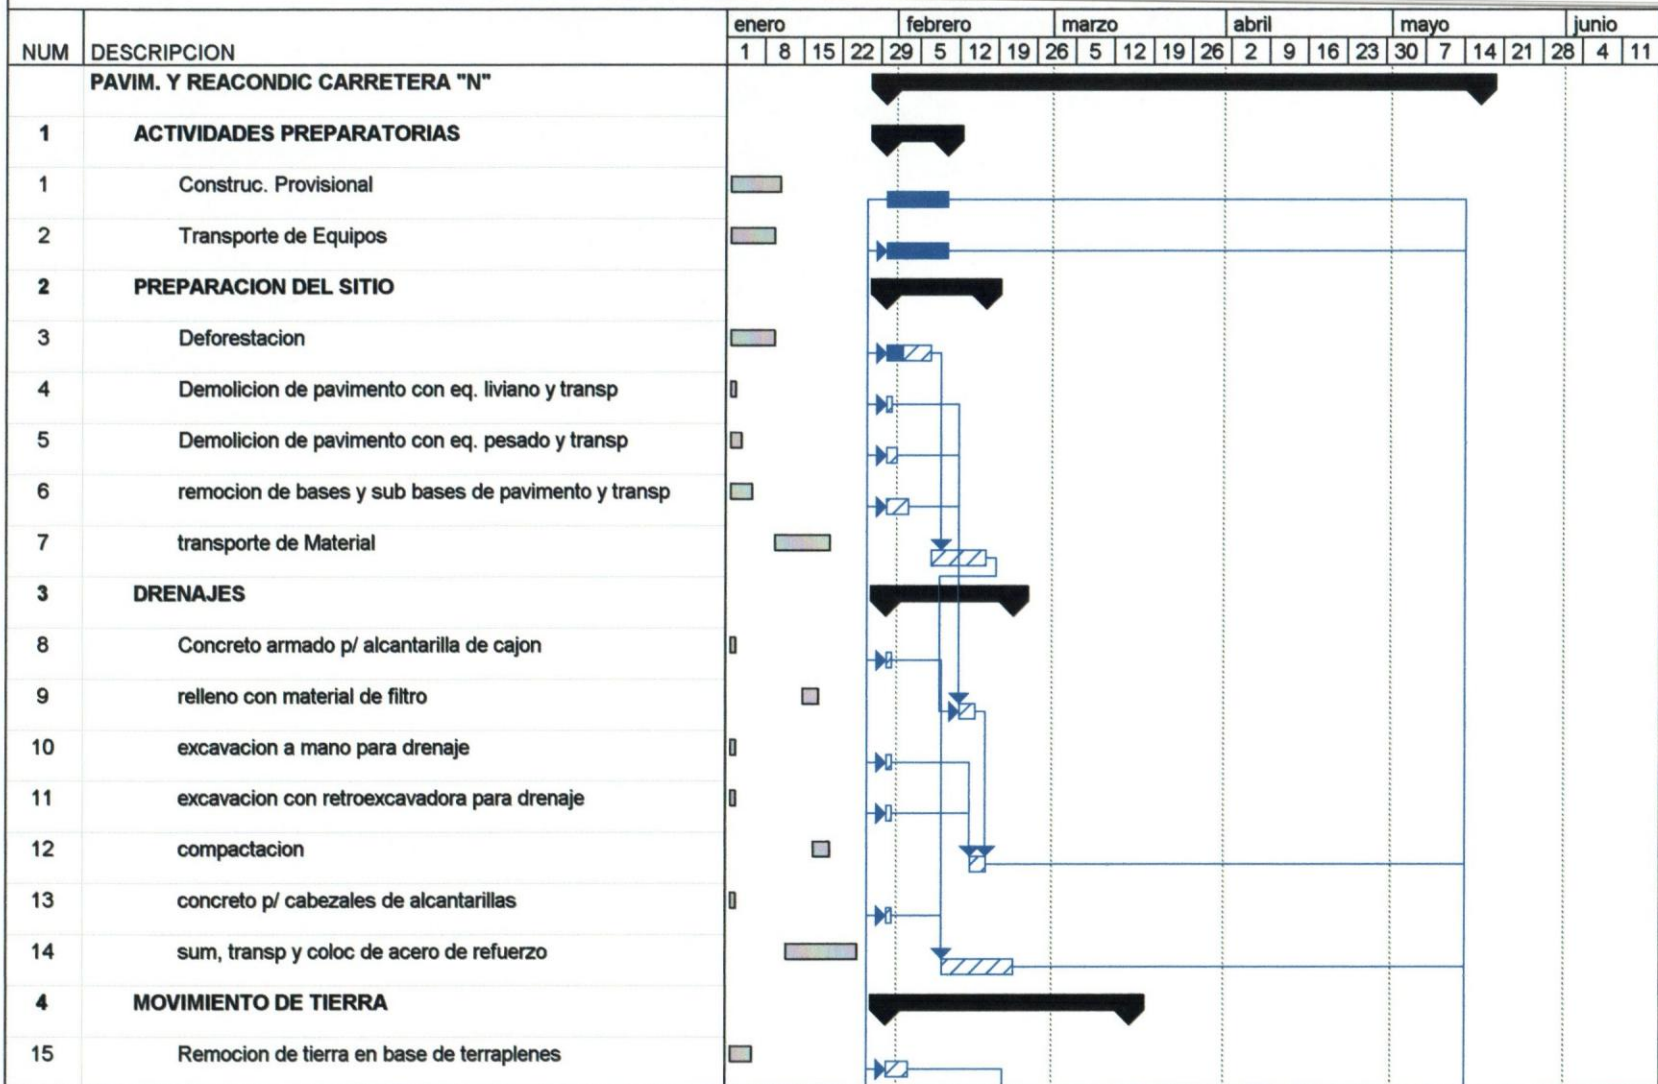 enero febrero marzo abril mayo junio
NUM DESCRIPCION 1 8 15 22 29 5 12 19 26 5 12 19 26 2 9 16 23 30 7 14 21 28 4 11
PAVIM. Y REACONDIC CARRETERA "N"
1 ACTIVIDADES PREPARATORIAS
1 Construc. Provisional
2 Transporte de Equipos
2 PREPARACION DEL SITIO
3 Deforestacion
4 Demolicion de pavimento con eq. liviano y transp
5 Demolicion de pavimento con eq. pesado y transp
6 remocion de bases y sub bases de pavimento y transp
7 transporte de Material
3 DRENAJES
8 Concreto armado p/ alcantarilla de cajon
9 relleno con material de filtro
10 excavacion a mano para drenaje
11 excavacion con retroexcavadora para drenaje
12 compactacion
13 concreto p/ cabezales de alcantarillas
14 sum, transp y coloc de acero de refuerzo
4 MOVIMIENTO DE TIERRA
15 Remocion de tierra en base de terraplenes